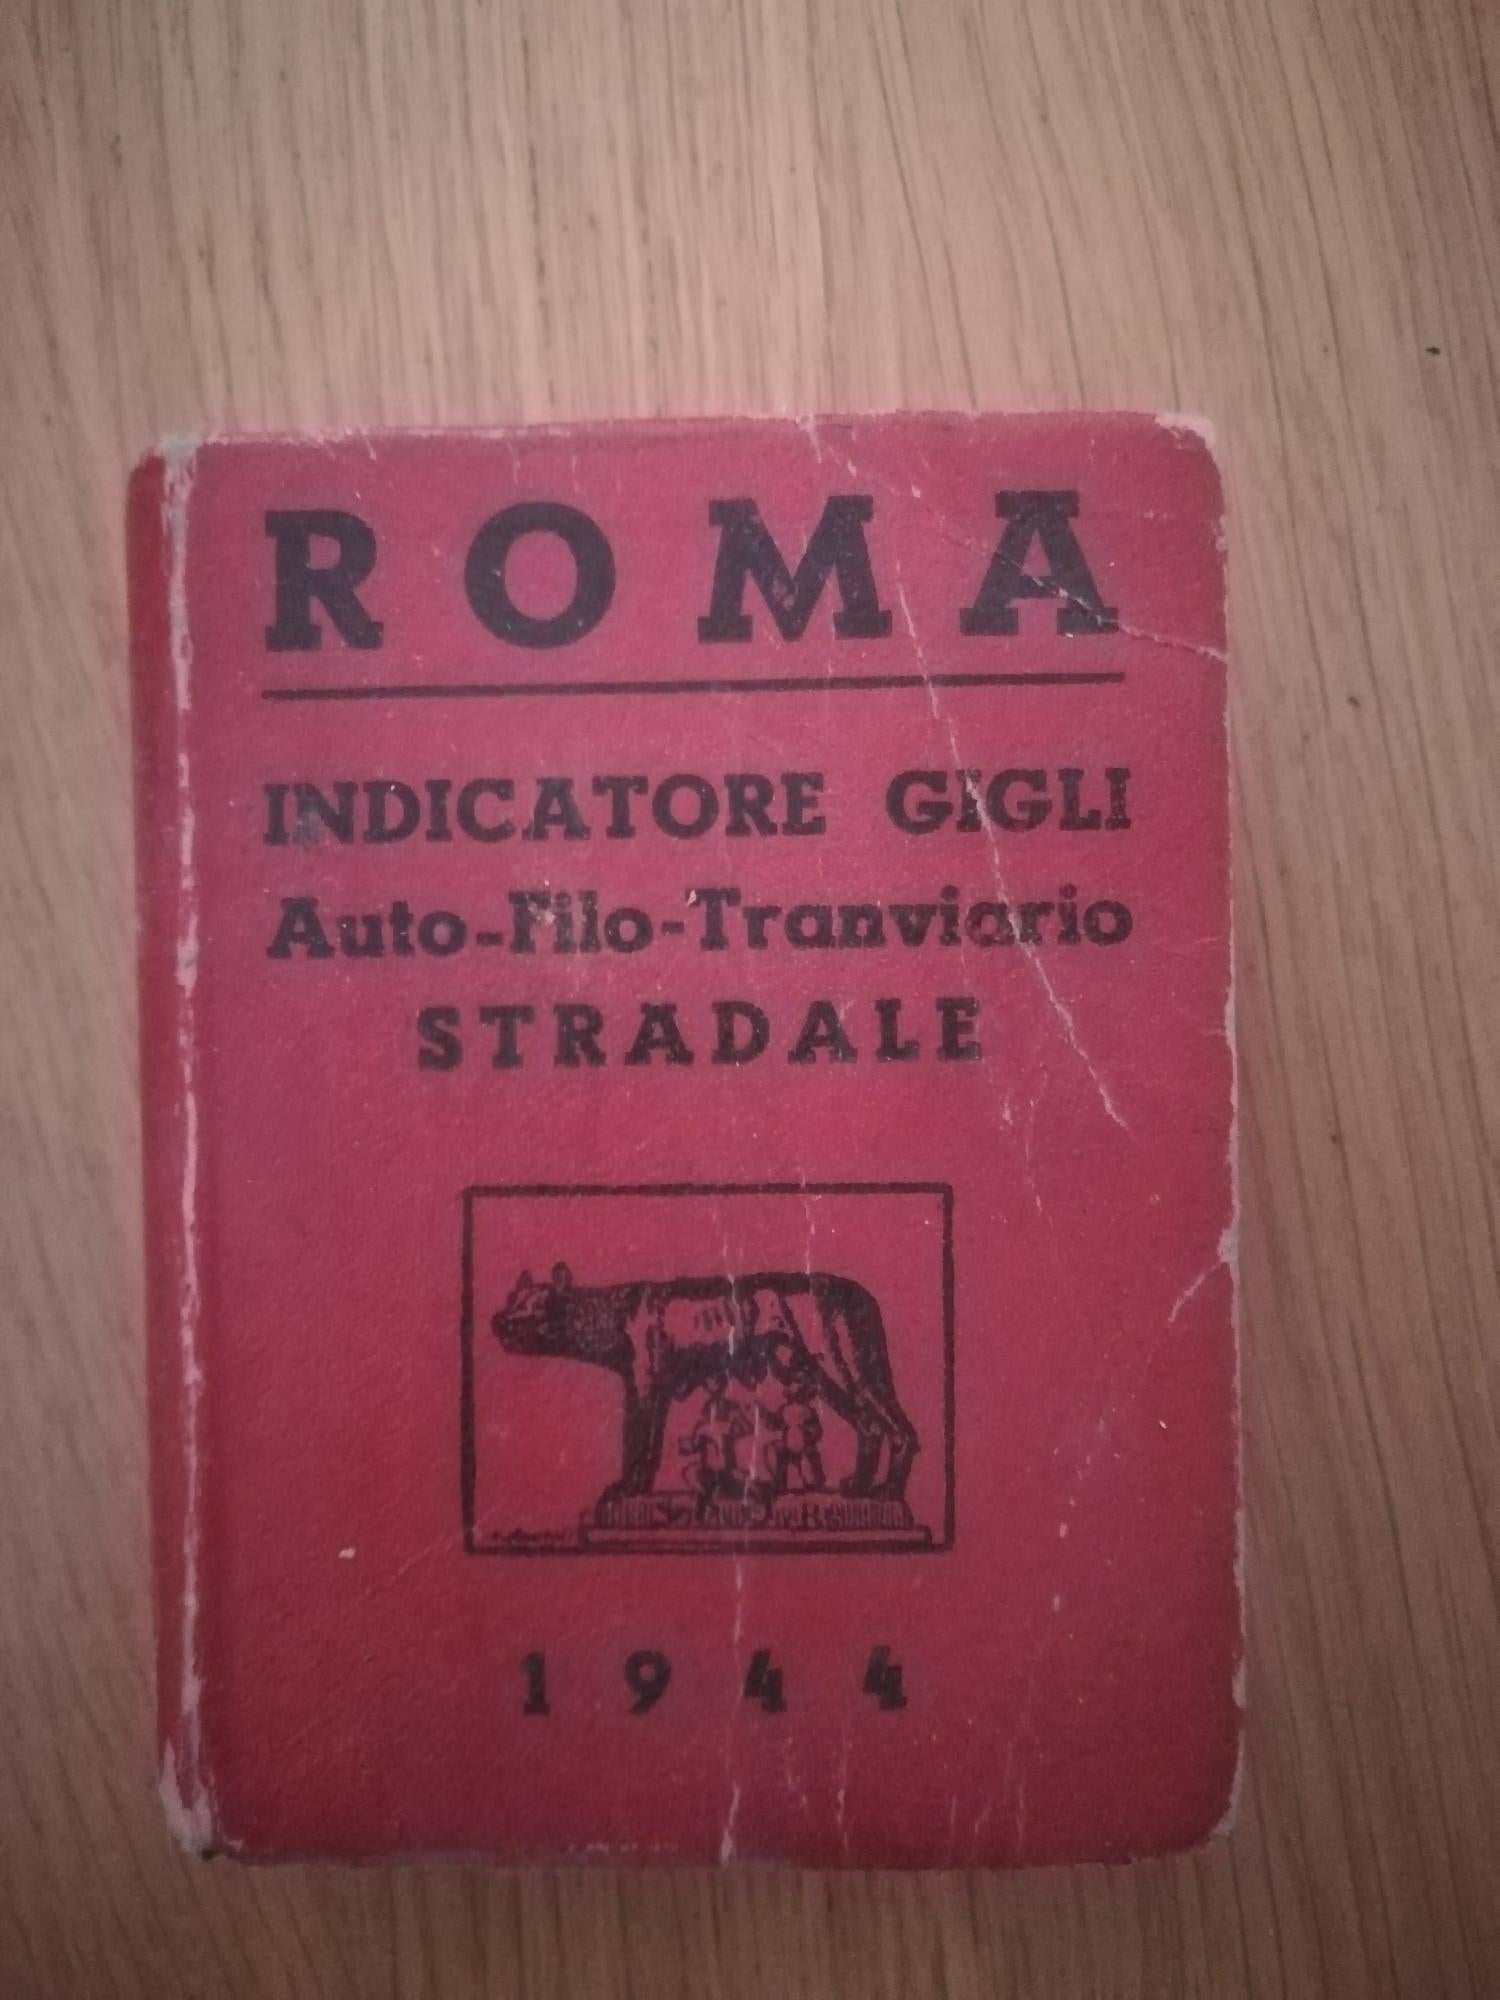 ROMA
INDICATORE GIGLI
Auto-Filo-Tranviario
STRADALE
1944